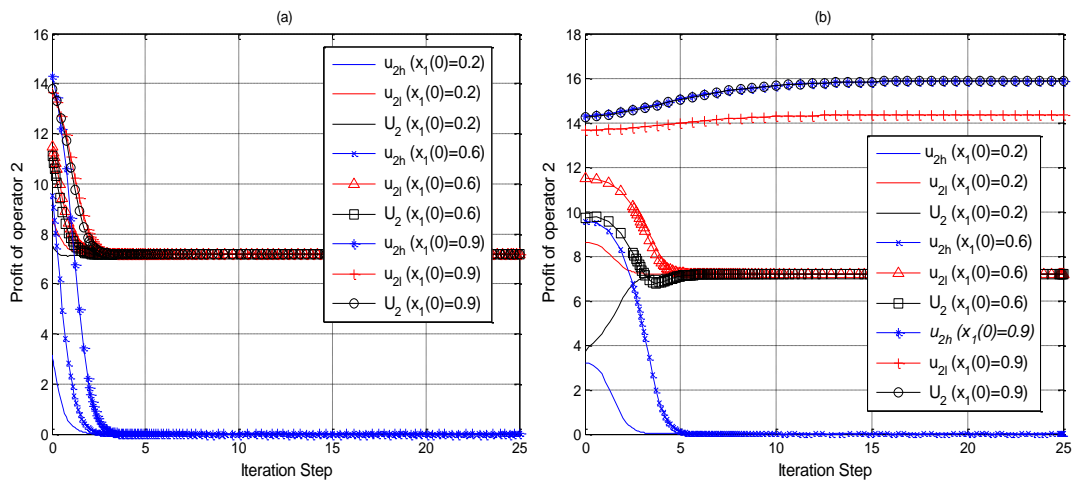 (a)
16
14
12
10
8
6
4
2
0
0 5 10 15 20 25
Profit of operator 2
Iteration Step
u2h (x1(0)=0.2)
u2l (x1(0)=0.2)
U2 (x1(0)=0.2)
u2h (x1(0)=0.6)
u2l (x1(0)=0.6)
U2 (x1(0)=0.6)
u2h (x1(0)=0.9)
u2l (x1(0)=0.9)
U2 (x1(0)=0.9)
(b)
18
16
14
12
10
8
6
4
2
0
0 5 10 15 20 25
Profit of operator 2
Iteration Step
u2h (x1(0)=0.2)
u2l (x1(0)=0.2)
U2 (x1(0)=0.2)
u2h (x1(0)=0.6)
u2l (x1(0)=0.6)
U2 (x1(0)=0.6)
u2h (x1(0)=0.9)
u2l (x1(0)=0.9)
U2 (x1(0)=0.9)